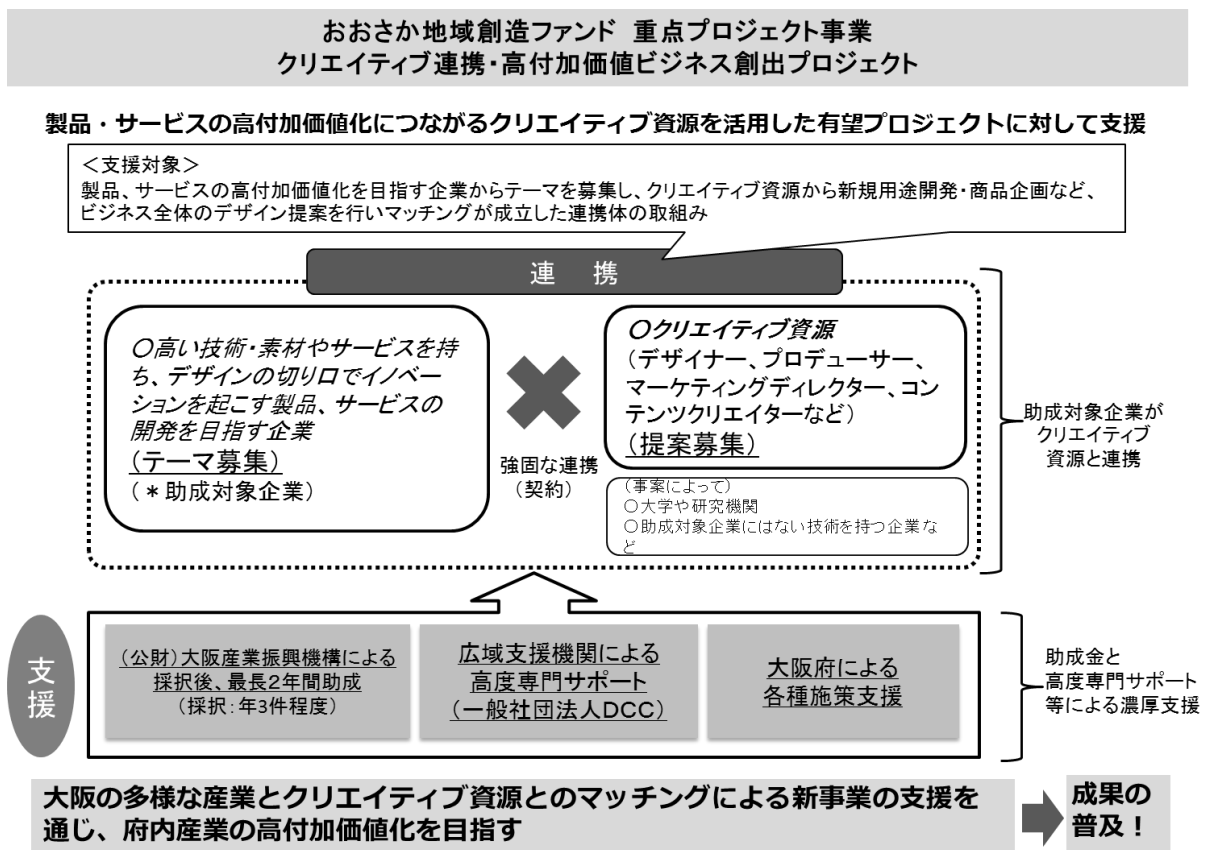 おおさか地域創造ファンド 重点プロジェクト事業
クリエイティブ連携・高付加価値ビジネス創出プロジェクト
製品・サービスの高付加価値化につながるクリエイティブ資源を活用した有望プロジェクトに対して支援
＜支援対象＞
製品、サービスの高付加価値化を目指す企業からテーマを募集し、クリエイティブ資源から新規用途開発・商品企画など、
ビジネス全体のデザイン提案を行いマッチングが成立した連携体の取組み
連 携
○高い技術・素材やサービスを持
ち、デザインの切り口でイノベー
ションを起こす製品、サービスの
開発を目指す企業
（テーマ募集）
（＊助成対象企業）
強固な連携
（契約）
○クリエイティブ資源
（デザイナー、プロデューサー、
マーケティングディレクター、コン
テンツクリエイターなど）
（提案募集）
（事案によって）
○大学や研究機関
○助成対象企業にはない技術を持つ企業な
ど
助成対象企業が
クリエイティブ
資源と連携
支
援
（公財）大阪産業振興機構による
採択後、最長２年間助成
（採択：年3件程度）
広域支援機関による
高度専門サポート
（一般社団法人DCC）
大阪府による
各種施策支援
助成金と
高度専門サポート
等による濃厚支援
大阪の多様な産業とクリエイティブ資源とのマッチングによる新事業の支援を
通じ、府内産業の高付加価値化を目指す
成果の
普及！